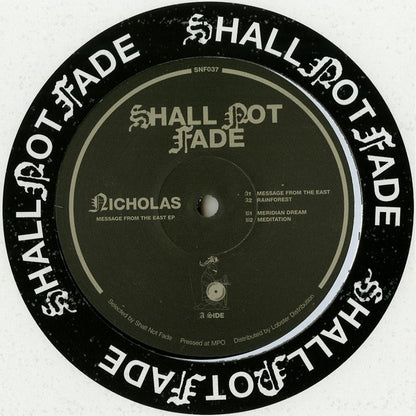 SHALL NOT FADE
SHALL NOT FADE
SHALL NOT FADE
SHALL NOT FADE
SNF037
SHALL NOT
FADE
NICHOLAS
MESSAGE FROM THE EAST EP
A1 MESSAGE FROM THE EAST
A2 RAINFOREST
B1 MERIDIAN DREAM
B2 MEDITATION
A SIDE
Selected by Shall Not Fade Pressed at MPO Distributed by Lobster Distribution